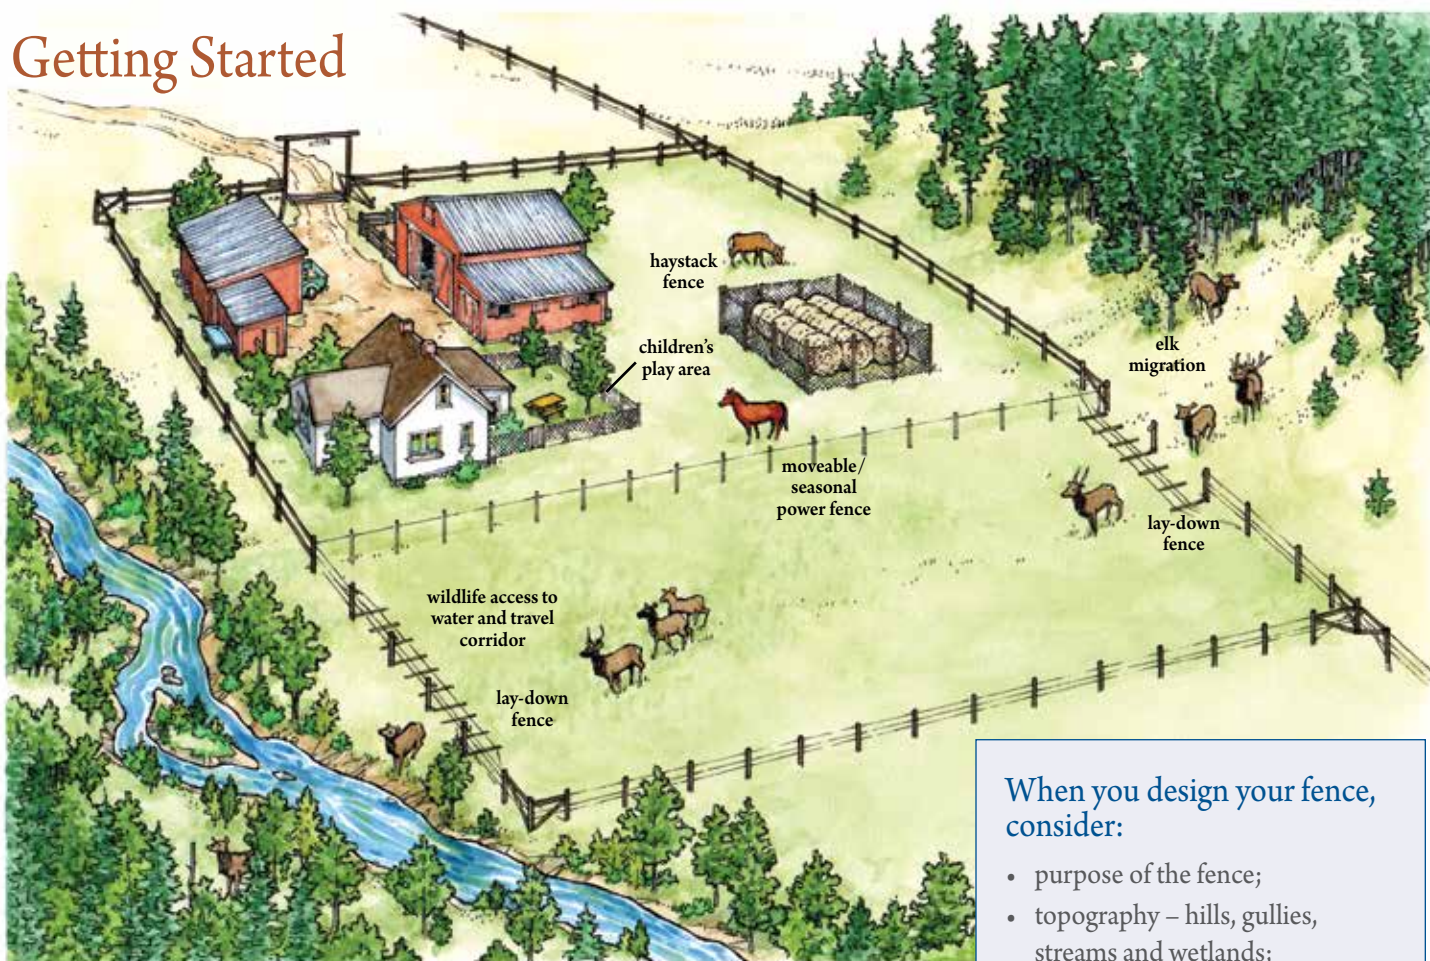 Getting Started
haystack
fence
children's
play area
elk
migration
moveable/
seasonal
power fence
lay-down
fence
wildlife access to
water and travel
corridor
lay-down
fence
When you design your fence,
consider:
• purpose of the fence;
• topography – hills, gullies,
streams and wetlands;